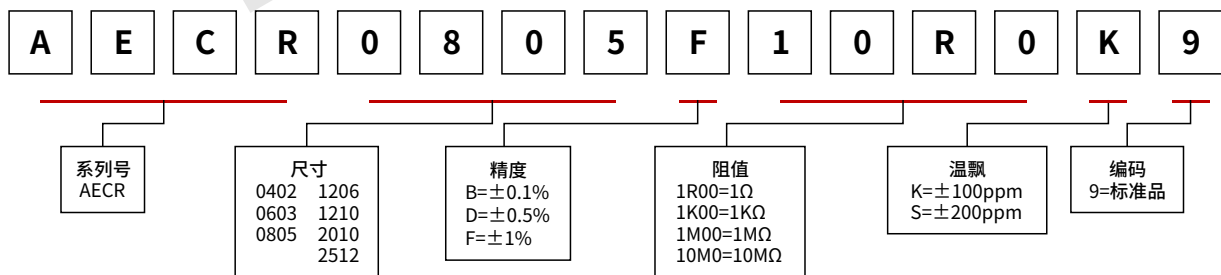 A E C R 0 8 0 5 F 1 0 R 0 K 9
系列号
AECR
尺寸
0402 1206
0603 1210
0805 2010
2512
精度
B=±0.1%
D=±0.5%
F=±1%
阻值
1R00=1Ω
1K00=1KΩ
1M00=1MΩ
10M0=10MΩ
温飘
K=±100ppm
S=±200ppm
编码
9=标准品